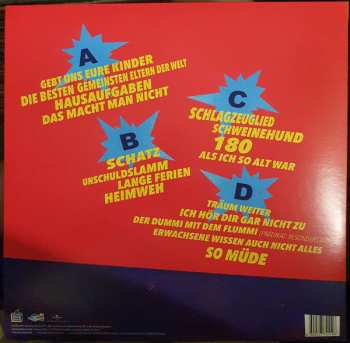 A
GEBT UNS EURE KINDER
DIE BESTEN GEMEINSTEN ELTERN DER WELT
HAUSAUFGABEN
DAS MACHT MAN NICHT
B
SCHATZ
UNSCHULDSLAMM
LANGE FERIEN
HEIMWEH
C
SCHLAGZEUGLIED
SCHWEINEHUND
180
ALS ICH SO ALT WAR
D
TRÄUM WEITER
ICH HÖR DIR GAR NICHT ZU
DER DUMMI MIT DEM FLUMMI
ERWACHSENE WISSEN AUCH NICHT ALLES
SO MÜDE